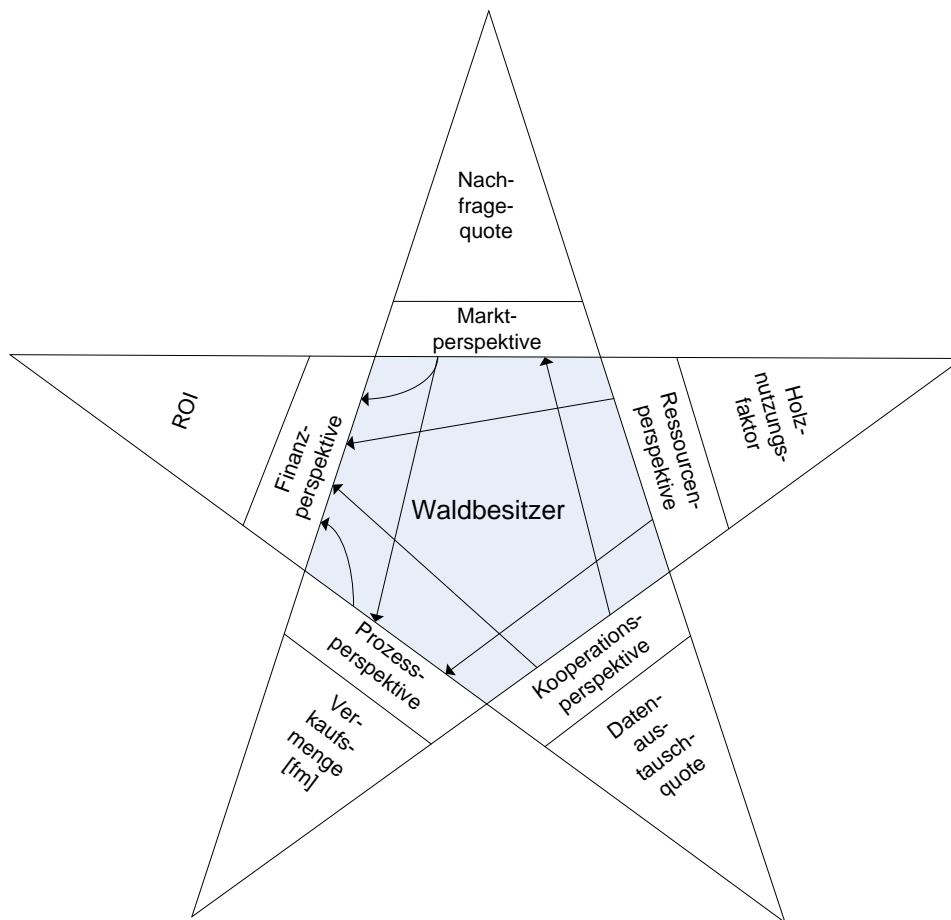 Nach-
frage-
quote
Markt-
perspektive
ROI
Finanz-
perspektive
Ressourcen-
perspektive
Holz-
nutzungs-
faktor
Waldbesitzer
Prozess-
perspektive
Ver-
kaufs-
menge
[fm]
Kooperations-
perspektive
Daten-
aus-
tausch-
quote